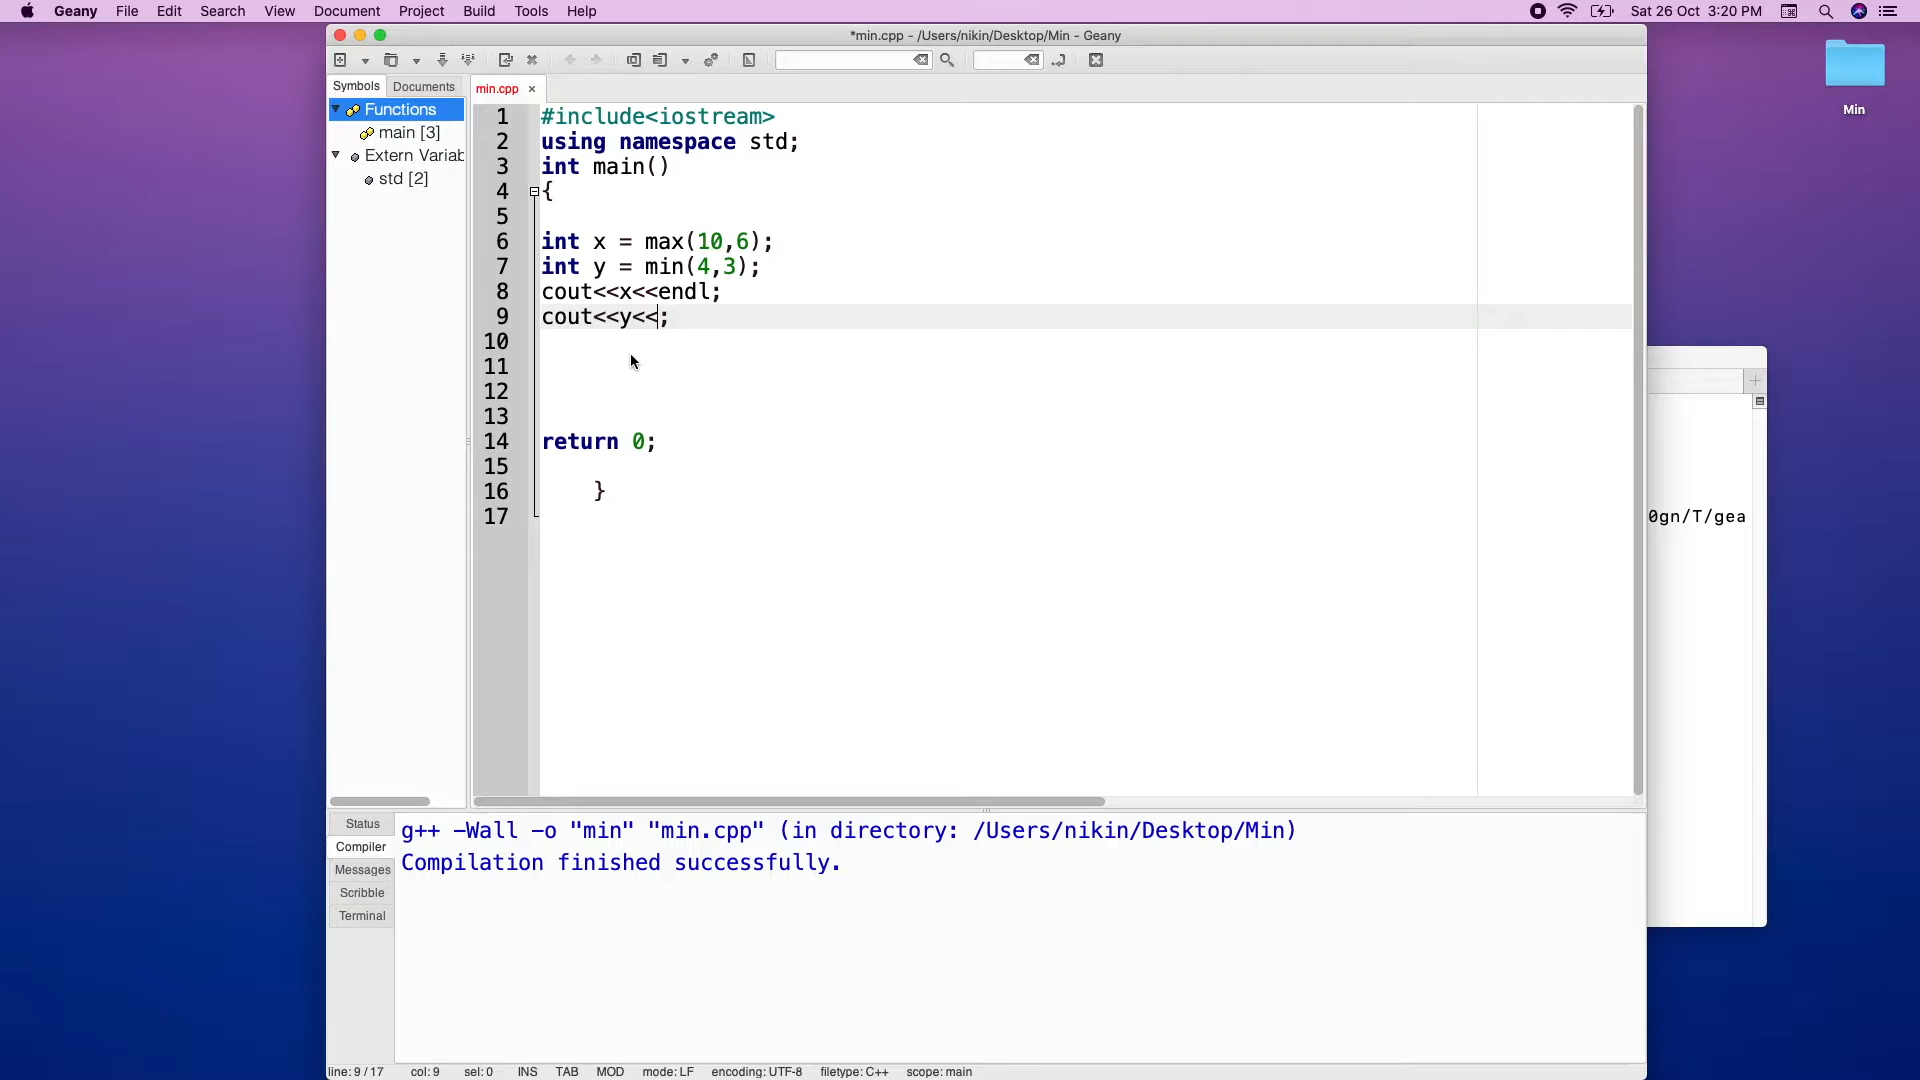 Geany File Edit Search View Document Project Build Tools Help Sat 26 Oct 3:20 PM
*min.cpp - /Users/nikin/Desktop/Min - Geany
Symbols Documents min.cpp
Functions
main [3]
Extern Variab
std [2]
1 #include<iostream>
2 using namespace std;
3 int main()
4 {
5
6 int x = max(10,6);
7 int y = min(4,3);
8 cout<<x<<endl;
9 cout<<y<<;
10
11
12
13
14 return 0;
15
16 }
17
Min
0gn/T/gea
Status
Compiler
Messages
Scribble
Terminal
g++ -Wall -o "min" "min.cpp" (in directory: /Users/nikin/Desktop/Min)
Compilation finished successfully.
line: 9 / 17 col: 9 sel: 0 INS TAB MOD mode: LF encoding: UTF-8 filetype: C++ scope: main